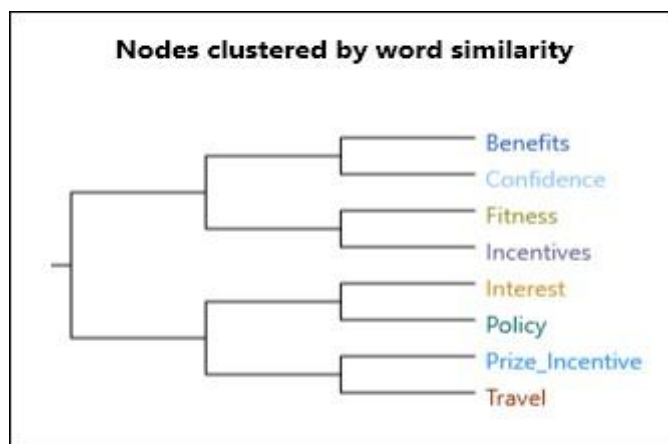 Nodes clustered by word similarity
Benefits
Confidence
Fitness
Incentives
Interest
Policy
Prize_Incentive
Travel